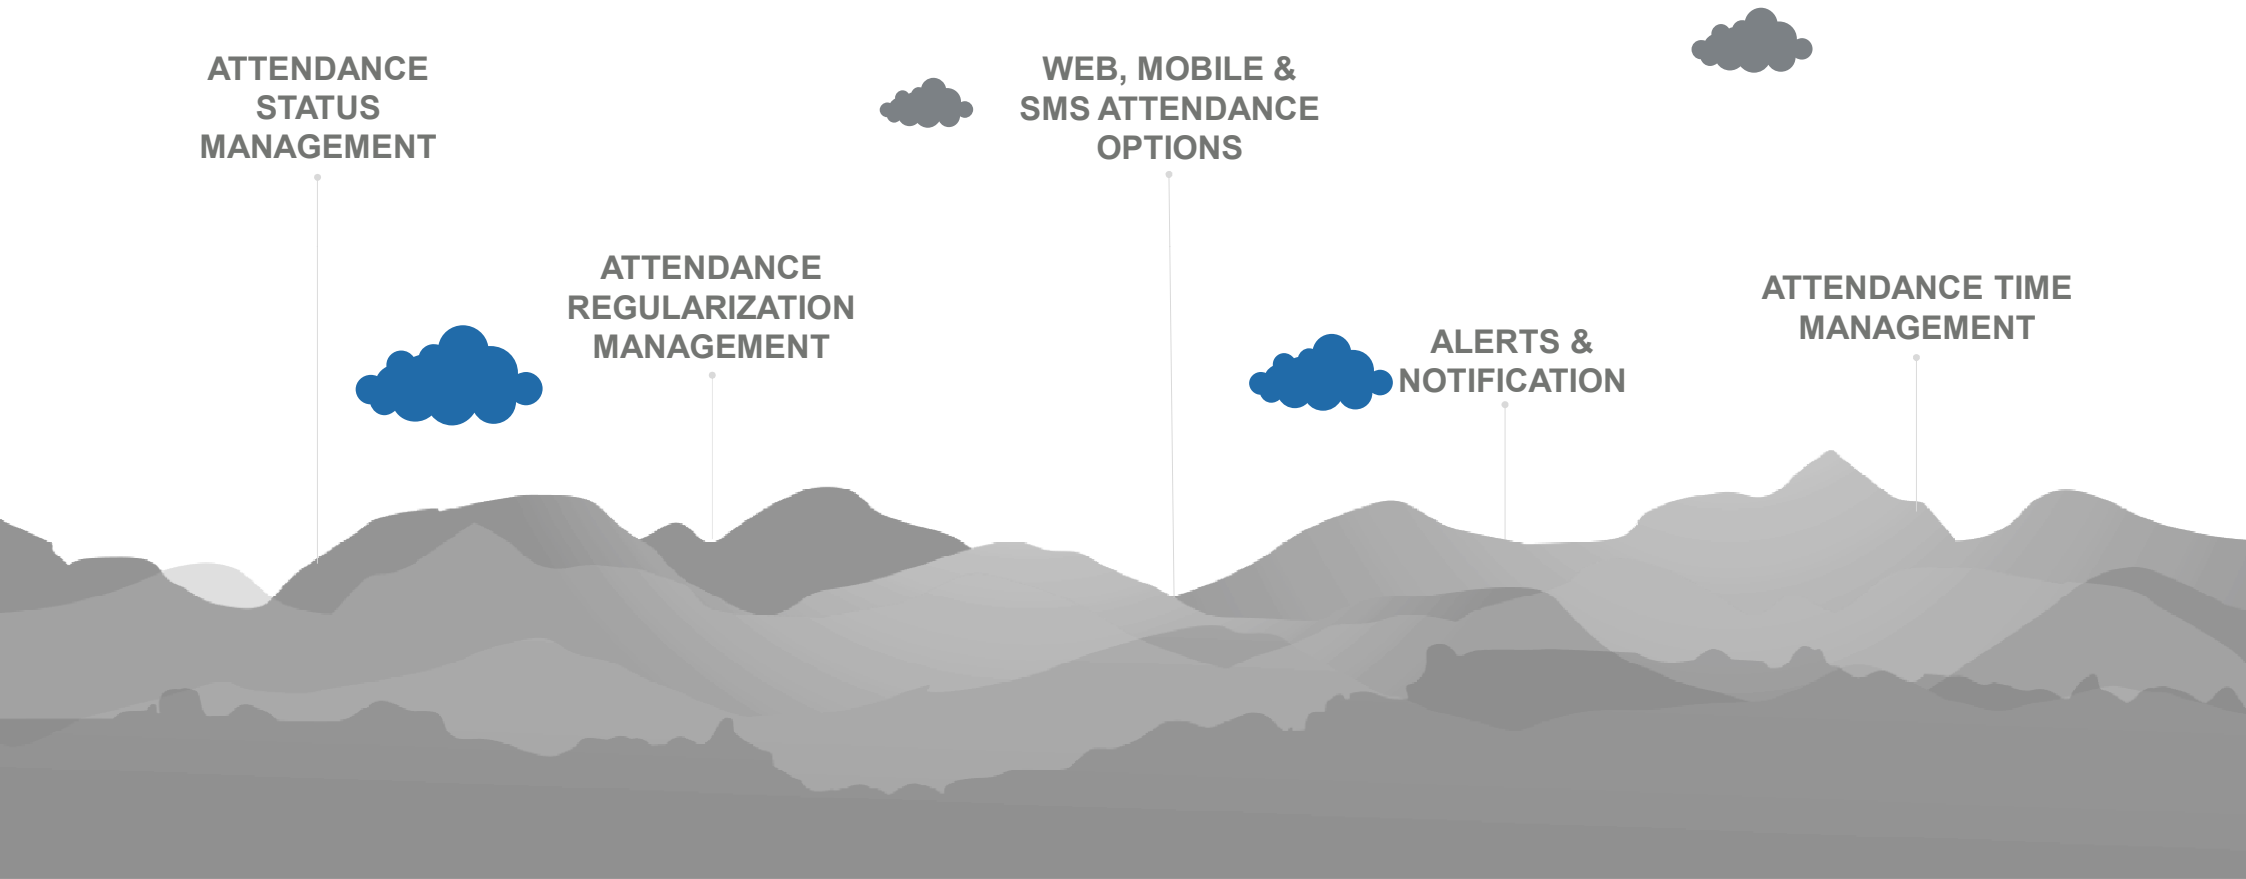 ATTENDANCE
STATUS
MANAGEMENT
ATTENDANCE
REGULARIZATION
MANAGEMENT
WEB, MOBILE &
SMS ATTENDANCE
OPTIONS
ALERTS &
NOTIFICATION
ATTENDANCE TIME
MANAGEMENT